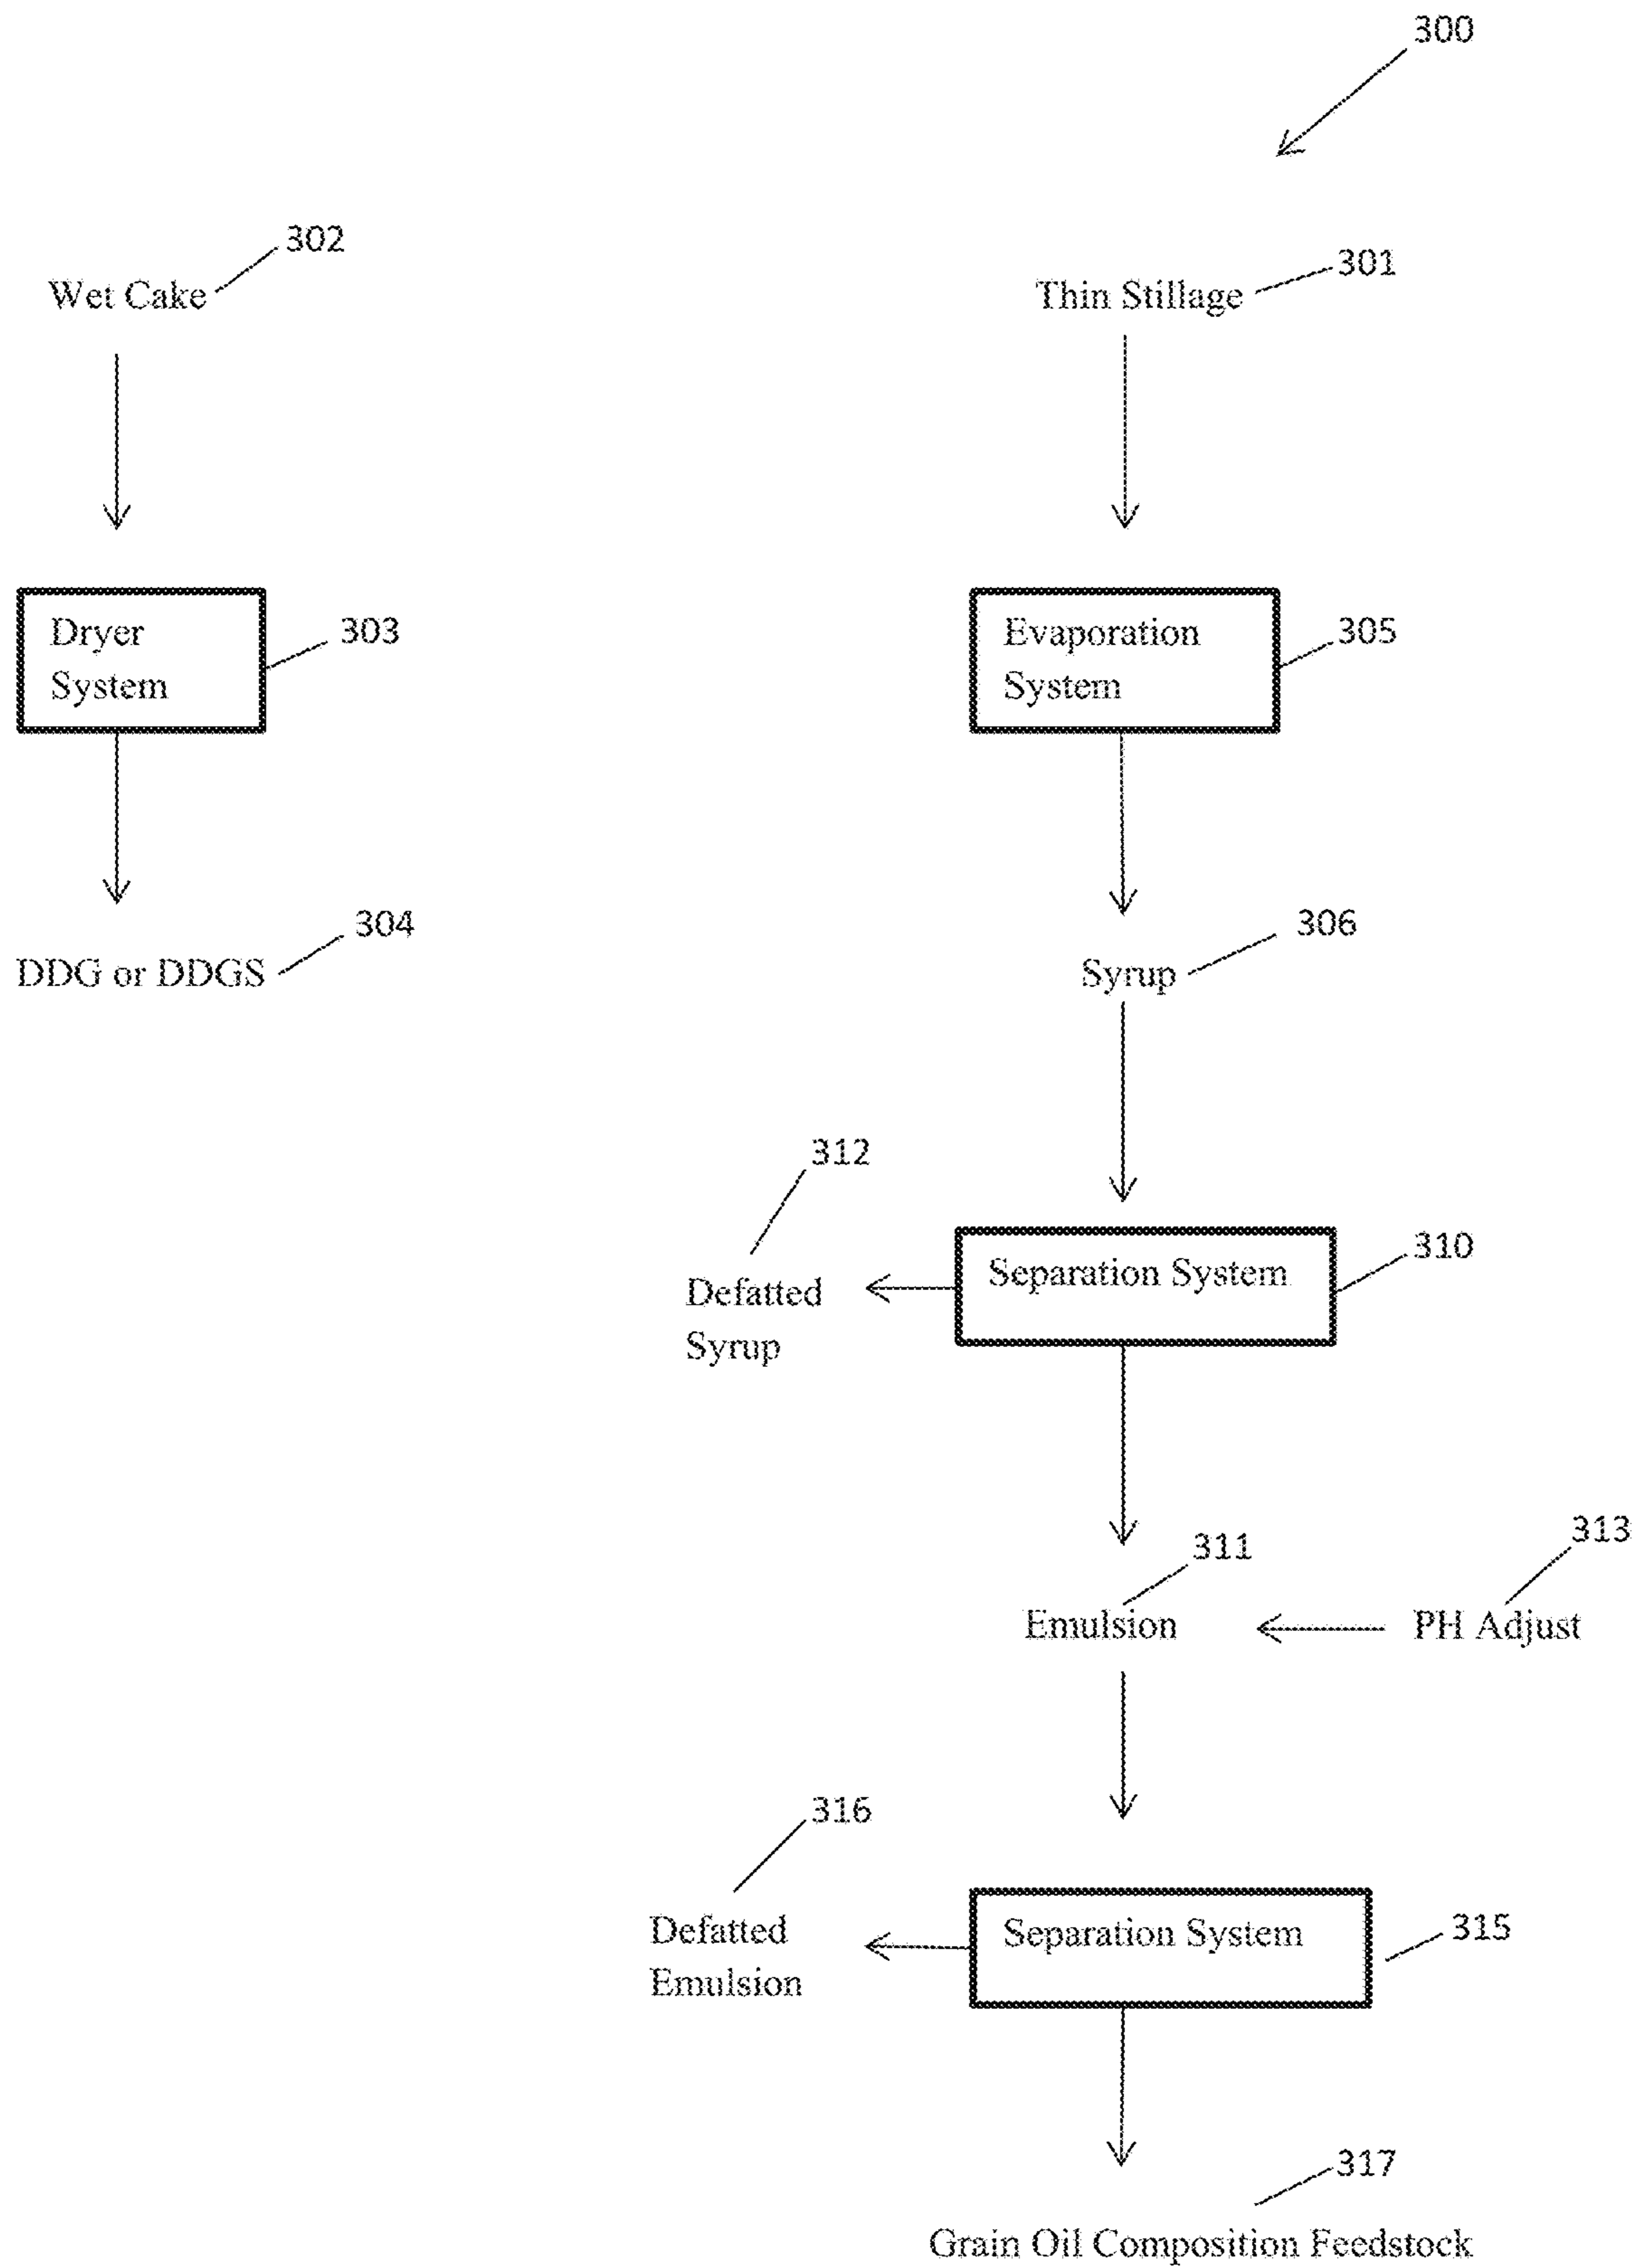 300
302
Wet Cake
301
Thin Stillage
Dryer
System
303
Evaporation
System
305
304
DDG or DDGS
306
Syrup
312
Defatted
Syrup
Separation System
310
311
Emulsion
313
PH Adjust
316
Defatted
Emulsion
Separation System
315
317
Grain Oil Composition Feedstock